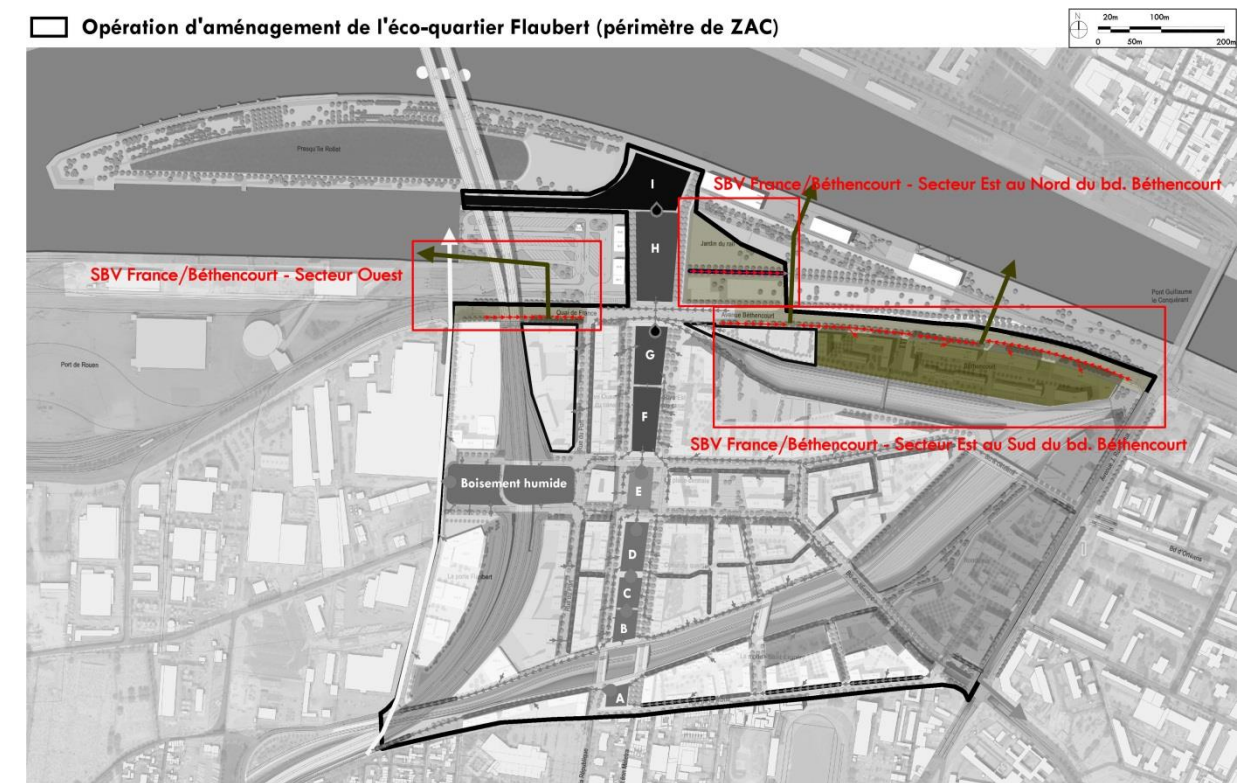 Opération d'aménagement de l'éco-quartier Flaubert (périmètre de ZAC)
N
20m 100m
0 50m 200m
Presqu'île Rollet
I
SBV France/Béthencourt - Secteur Est au Nord du bd. Béthencourt
H
Jardin du rail
SBV France/Béthencourt - Secteur Ouest
Pont Guillaume
le Conquérant
Quai de France
Avenue Béthencourt
Port de Rouen
G
F
SBV France/Béthencourt - Secteur Est au Sud du bd. Béthencourt
Boisement humide
E
Bd d'Orléans
D
C
B
A